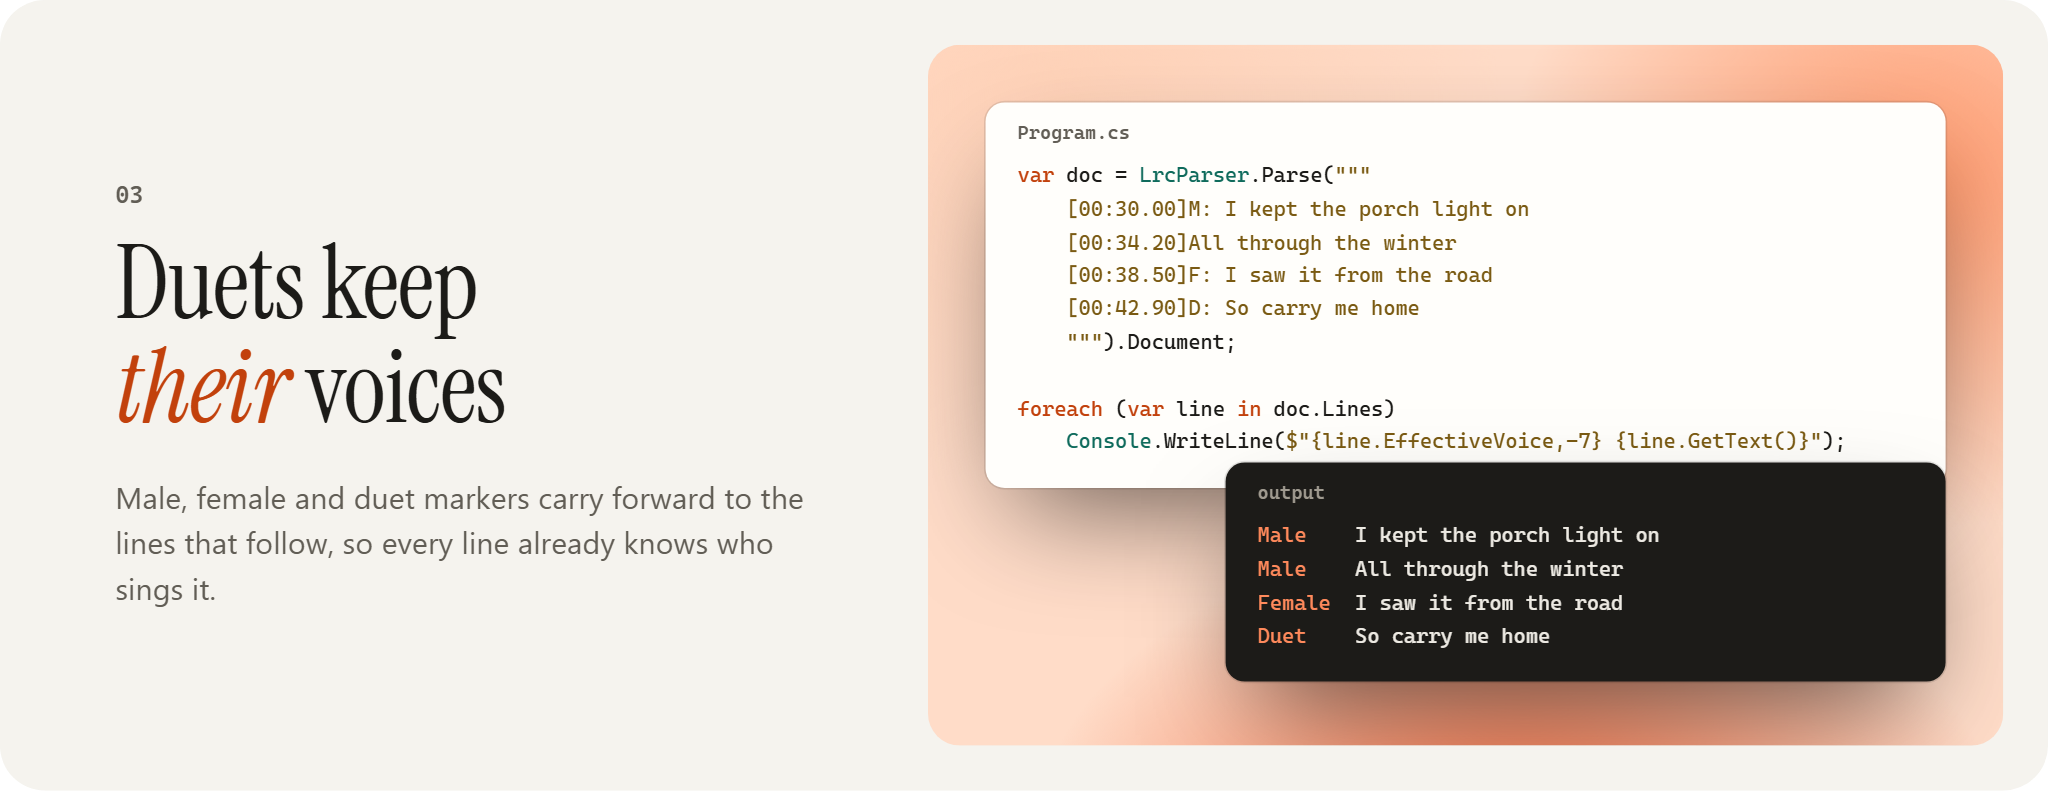 03
Duets keep
their voices
Male, female and duet markers carry forward to the
lines that follow, so every line already knows who
sings it.
Program.cs
var doc = LrcParser.Parse("""
    [00:30.00]M: I kept the porch light on
    [00:34.20]All through the winter
    [00:38.50]F: I saw it from the road
    [00:42.90]D: So carry me home
    """).Document;
foreach (var line in doc.Lines)
    Console.WriteLine($"{line.EffectiveVoice,-7} {line.GetText()}");
output
Male    I kept the porch light on
Male    All through the winter
Female  I saw it from the road
Duet    So carry me home